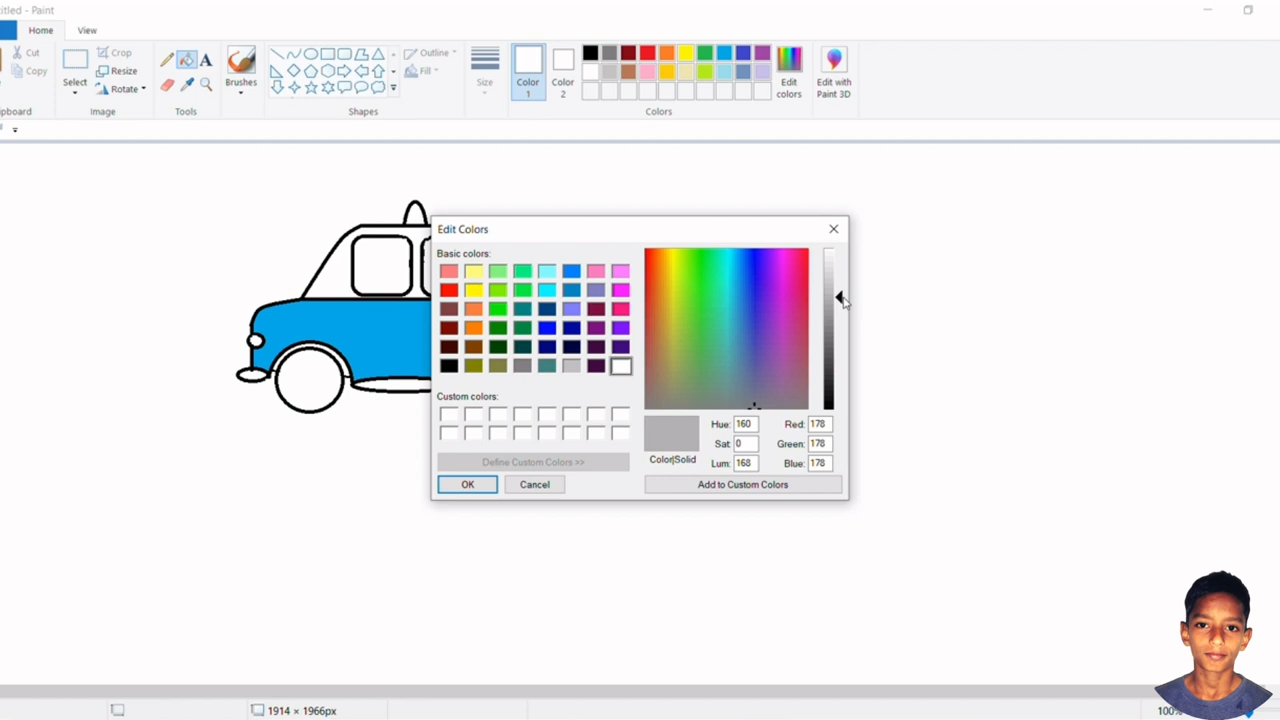 titled - Paint
Home
View
Cut
Copy
Select
Crop
Resize
Rotate
Brushes
Outline
Fill
Size
Color
1
Color
2
Edit
colors
Edit with
Paint 3D
pboard
Image
Tools
Shapes
Colors
Edit Colors
Basic colors:
Custom colors:
Define Custom Colors >>
OK
Cancel
Color|Solid
Hue: 160
Sat: 0
Lum: 168
Red: 178
Green: 178
Blue: 178
Add to Custom Colors
1914 × 1966px
100%